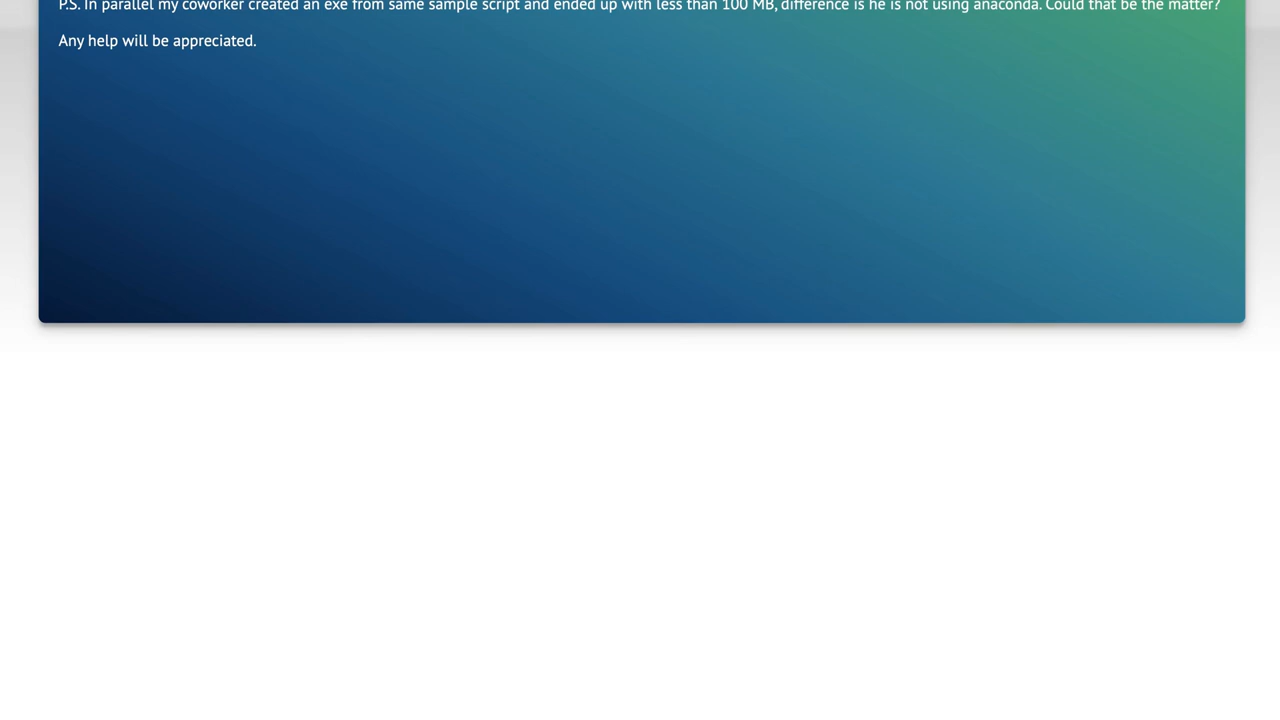 P.S. In parallel my coworker created an exe from same sample script and ended up with less than 100 MB, difference is he is not using anaconda. Could that be the matter?
Any help will be appreciated.